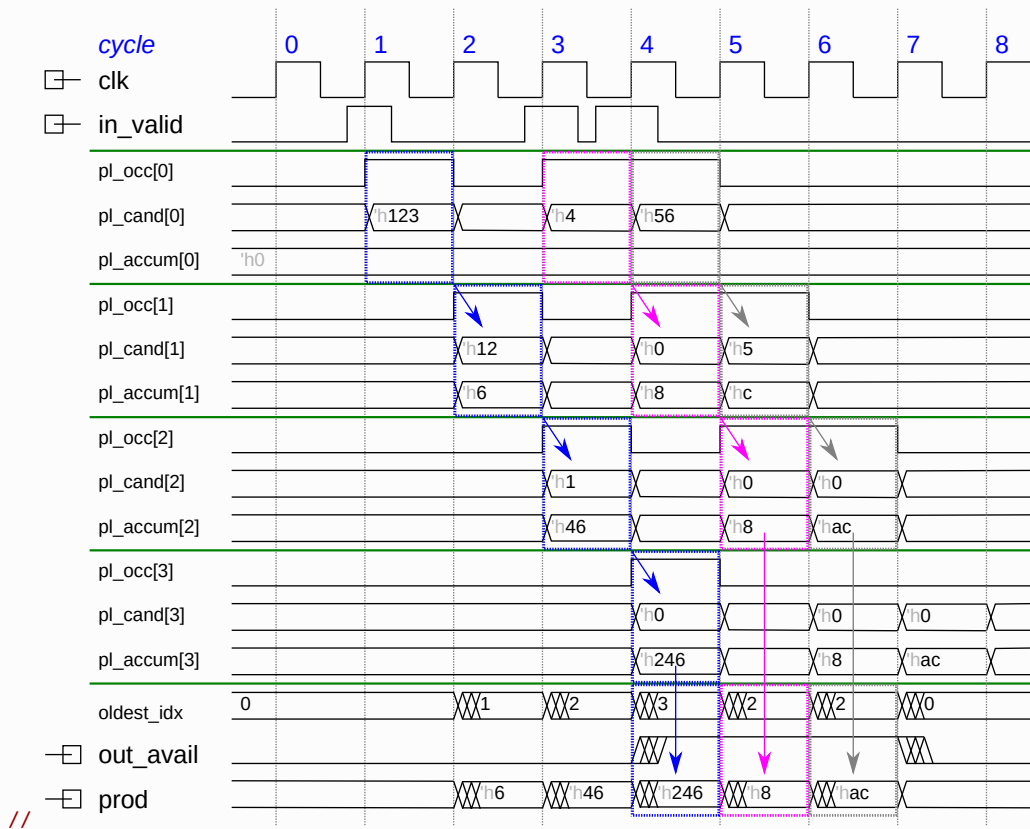 cycle 0 1 2 3 4 5 6 7 8
clk
in_valid
pl_occ[0]
pl_cand[0] 'h123 'h4 'h56
pl_accum[0] 'h0
pl_occ[1]
pl_cand[1] 'h12 'h0 'h5
pl_accum[1] 'h6 'h8 'hc
pl_occ[2]
pl_cand[2] 'h1 'h0 'h0
pl_accum[2] 'h46 'h8 'hac
pl_occ[3]
pl_cand[3] 'h0 'h0 'h0
pl_accum[3] 'h246 'h8 'hac
oldest_idx 0 1 2 3 2 2 0
out_avail
prod 'h6 'h46 'h246 'h8 'hac
//